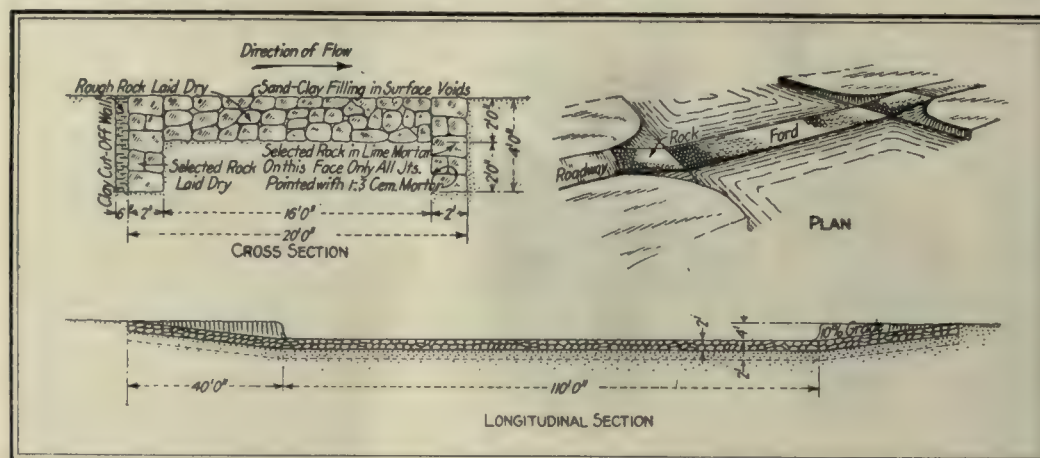 Direction of Flow
Rough Rock Laid Dry
Sand-Clay Filling in Surface Voids
Clay Cut-Off Wall
Selected Rock
Laid Dry
Selected Rock in Lime Mortar
On this Face Only All Jts.
Pointed with 1:3 Cem. Mortar
2'0"
2'0"
4'0"
6"
2'
16'0"
2'
20'0"
CROSS SECTION
Rock
Ford
Roadway
PLAN
2'
4'
2'
10% Grade
40'0"
110'0"
LONGITUDINAL SECTION